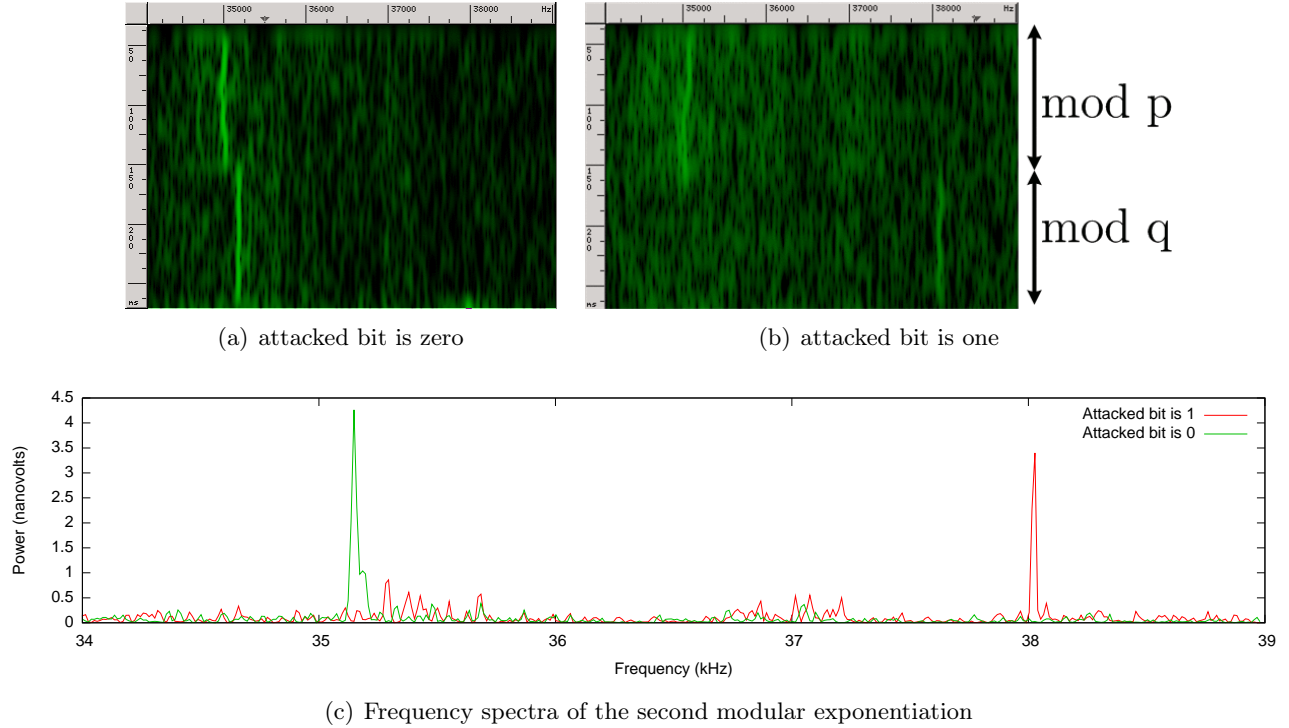 35000 36000 37000 38000 Hz
50
100
150
200
ms
35000 36000 37000 38000 Hz
50
100
150
200
ms
mod p
mod q
(a) attacked bit is zero
(b) attacked bit is one
4.5
4
3.5
3
2.5
2
1.5
1
0.5
0
Power (nanovolts)
Attacked bit is 1
Attacked bit is 0
34 35 36 37 38 39
Frequency (kHz)
(c) Frequency spectra of the second modular exponentiation